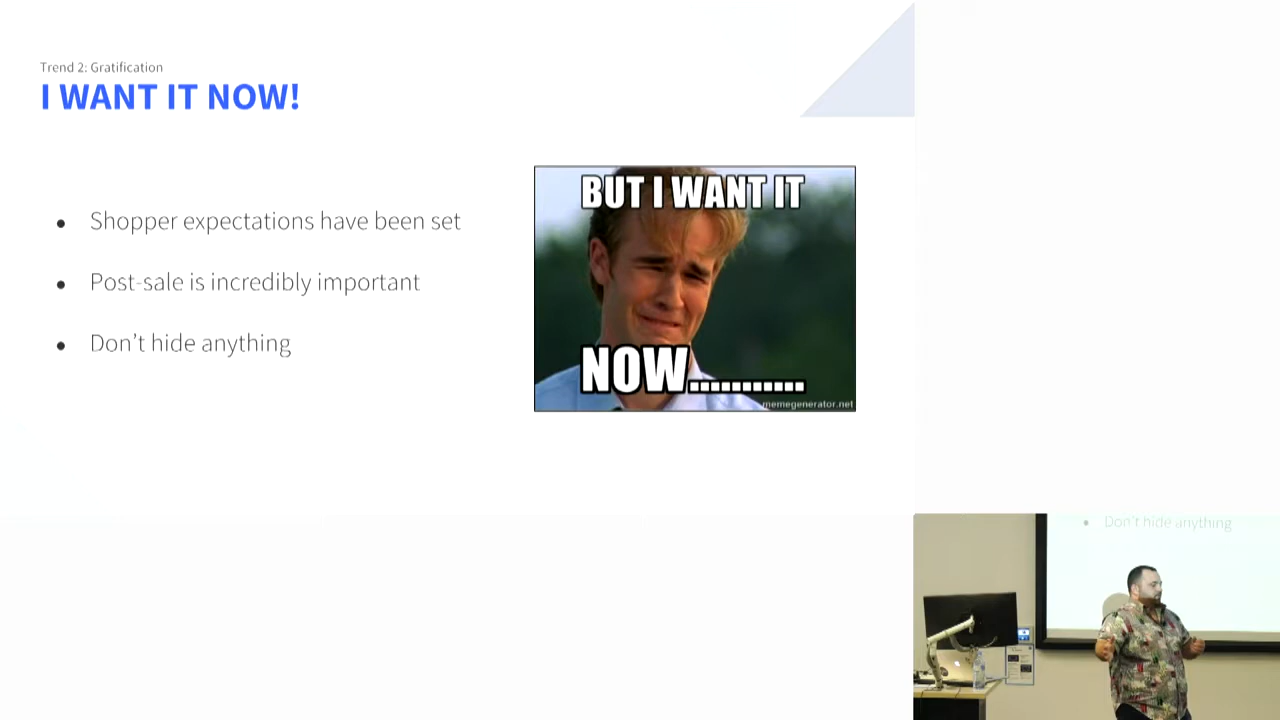 Trend 2: Gratification
I WANT IT NOW!
• Shopper expectations have been set
• Post-sale is incredibly important
• Don't hide anything
BUT I WANT IT
NOW...........
memegenerator.net
• Don't hide anything